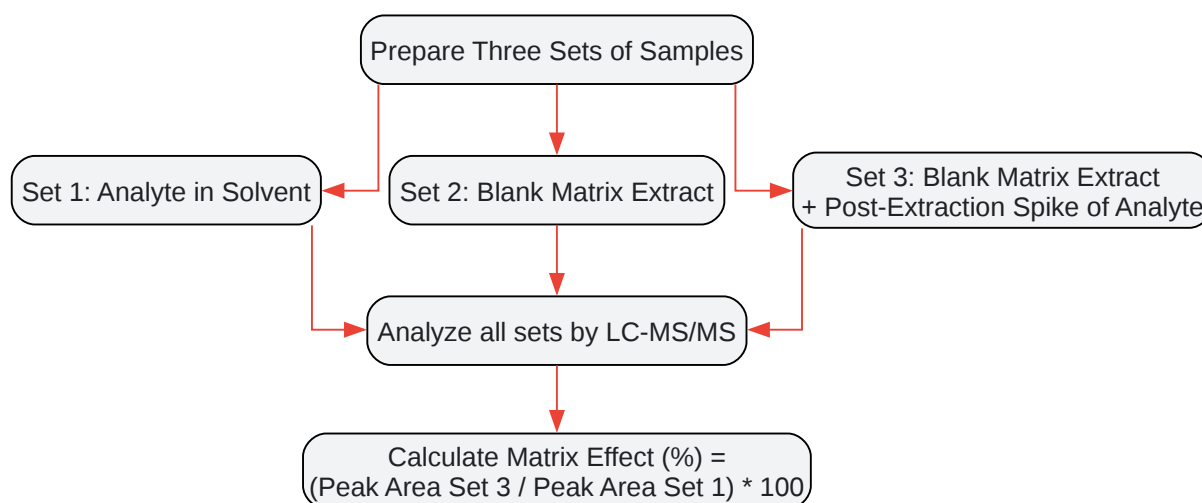 Prepare Three Sets of Samples
Set 1: Analyte in Solvent
Set 2: Blank Matrix Extract
Set 3: Blank Matrix Extract
+ Post-Extraction Spike of Analyte
Analyze all sets by LC-MS/MS
Calculate Matrix Effect (%) =
(Peak Area Set 3 / Peak Area Set 1) * 100